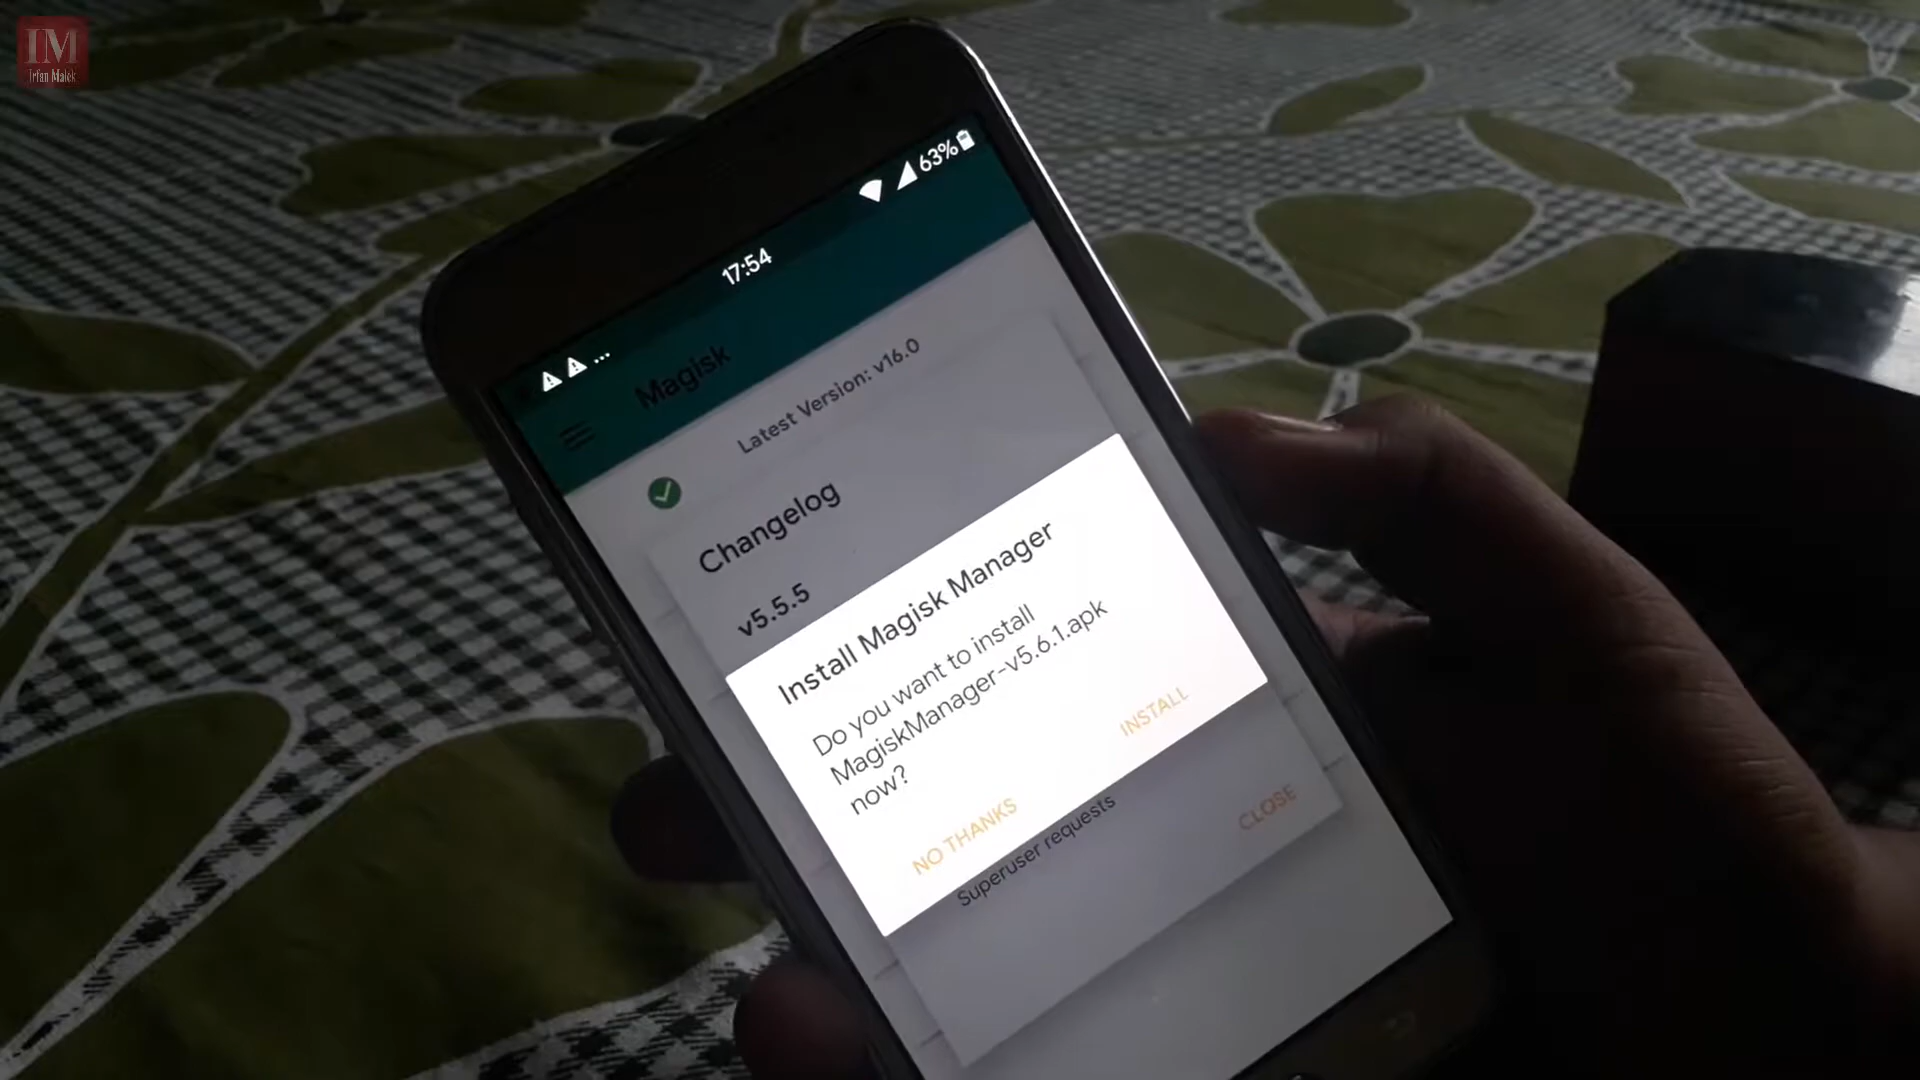 IM
Irfan Malek
63%
17:54
...
Magisk
Latest Version: v16.0
Changelog
v5.5.5
Install Magisk Manager
Do you want to install
MagiskManager-v5.6.1.apk
now?
NO THANKS
INSTALL
Superuser requests
CLOSE